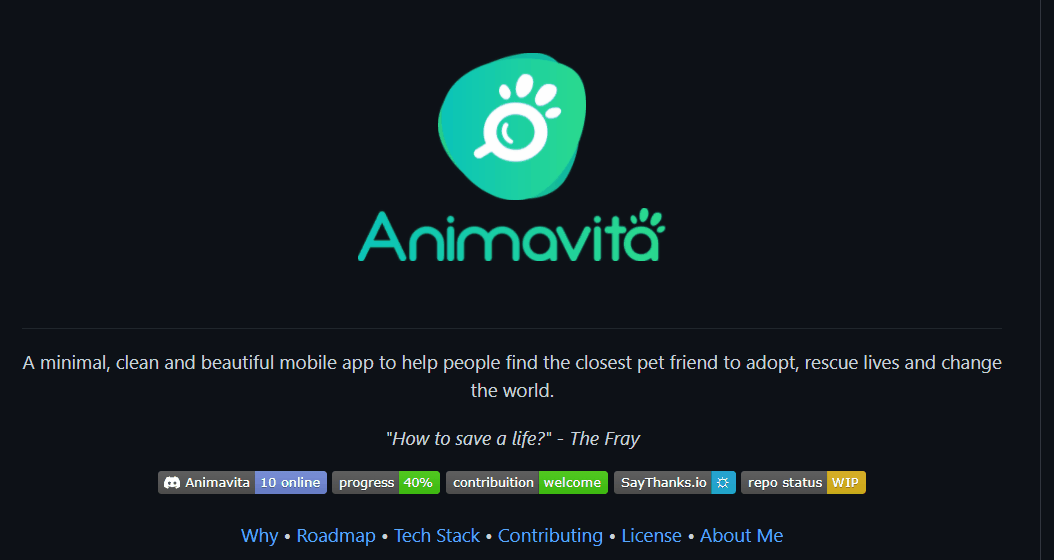 Animavita
A minimal, clean and beautiful mobile app to help people find the closest pet friend to adopt, rescue lives and change
the world.
"How to save a life?" - The Fray
Animavita 10 online progress 40% contribuition welcome SayThanks.io repo status WIP
Why • Roadmap • Tech Stack • Contributing • License • About Me